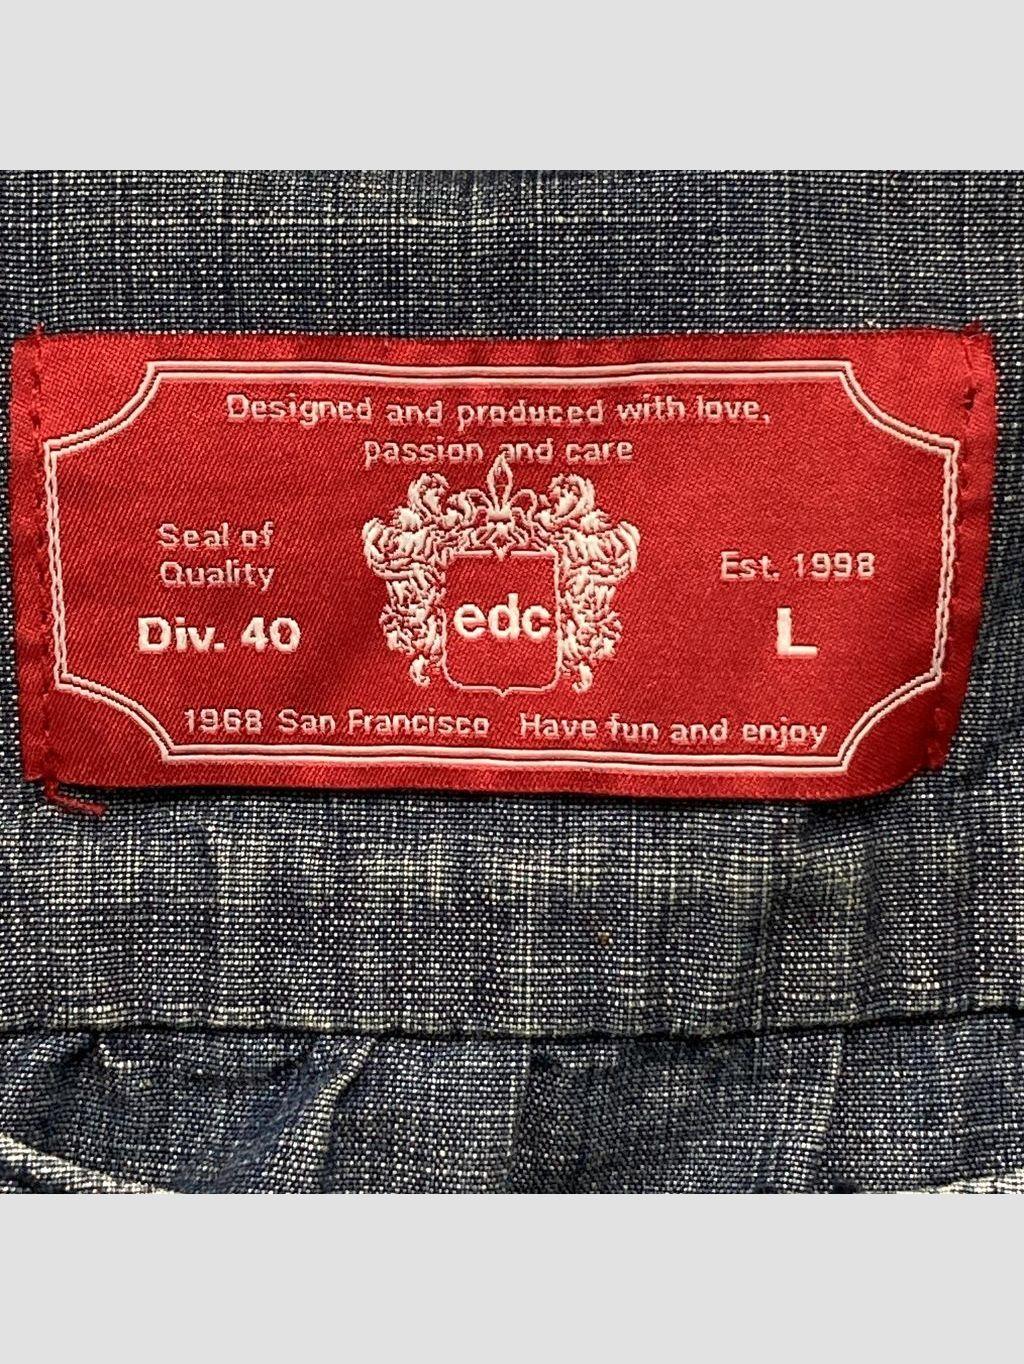 Designed and produced with love,
passion and care
Seal of
Quality
Div. 40
edc
Est. 1998
L
1968 San Francisco Have fun and enjoy